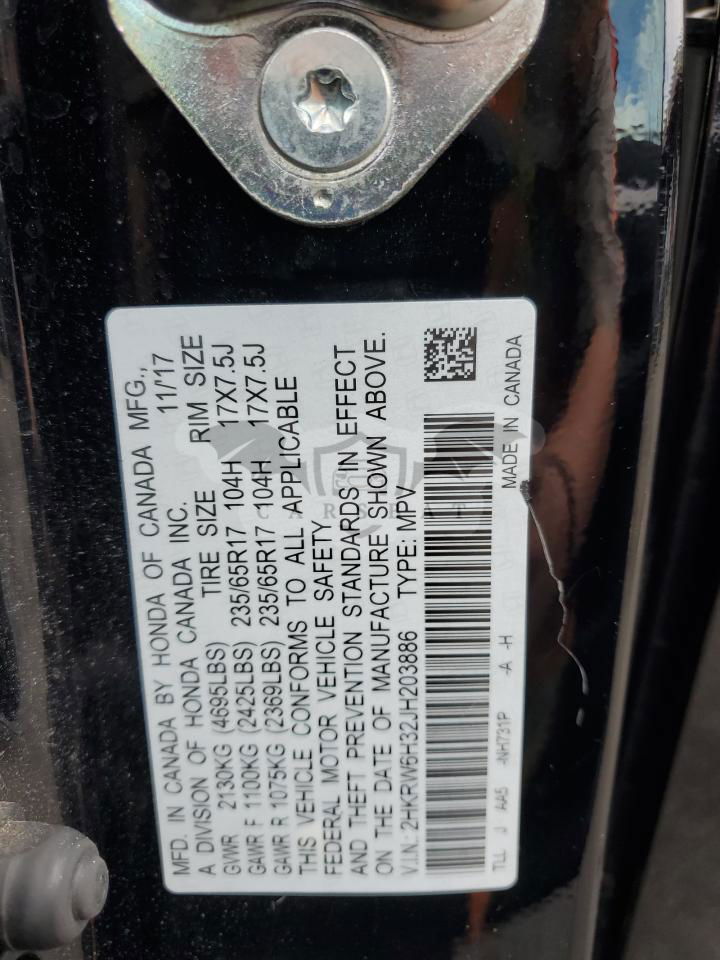 MFD. IN CANADA BY HONDA OF CANADA MFG.,
A DIVISION OF HONDA CANADA INC. 11/'17
GVWR 2130KG (4695LBS) TIRE SIZE RIM SIZE
GAWR F 1100KG (2425LBS) 235/65R17 104H 17X7.5J
GAWR R 1075KG (2369LBS) 235/65R17 104H 17X7.5J
THIS VEHICLE CONFORMS TO ALL APPLICABLE
FEDERAL MOTOR VEHICLE SAFETY
AND THEFT PREVENTION STANDARDS IN EFFECT
ON THE DATE OF MANUFACTURE SHOWN ABOVE.
V.I.N.: 2HKRW6H32JH203886 TYPE: MPV
TLL J AA5 -NH731P -A -H MADE IN CANADA